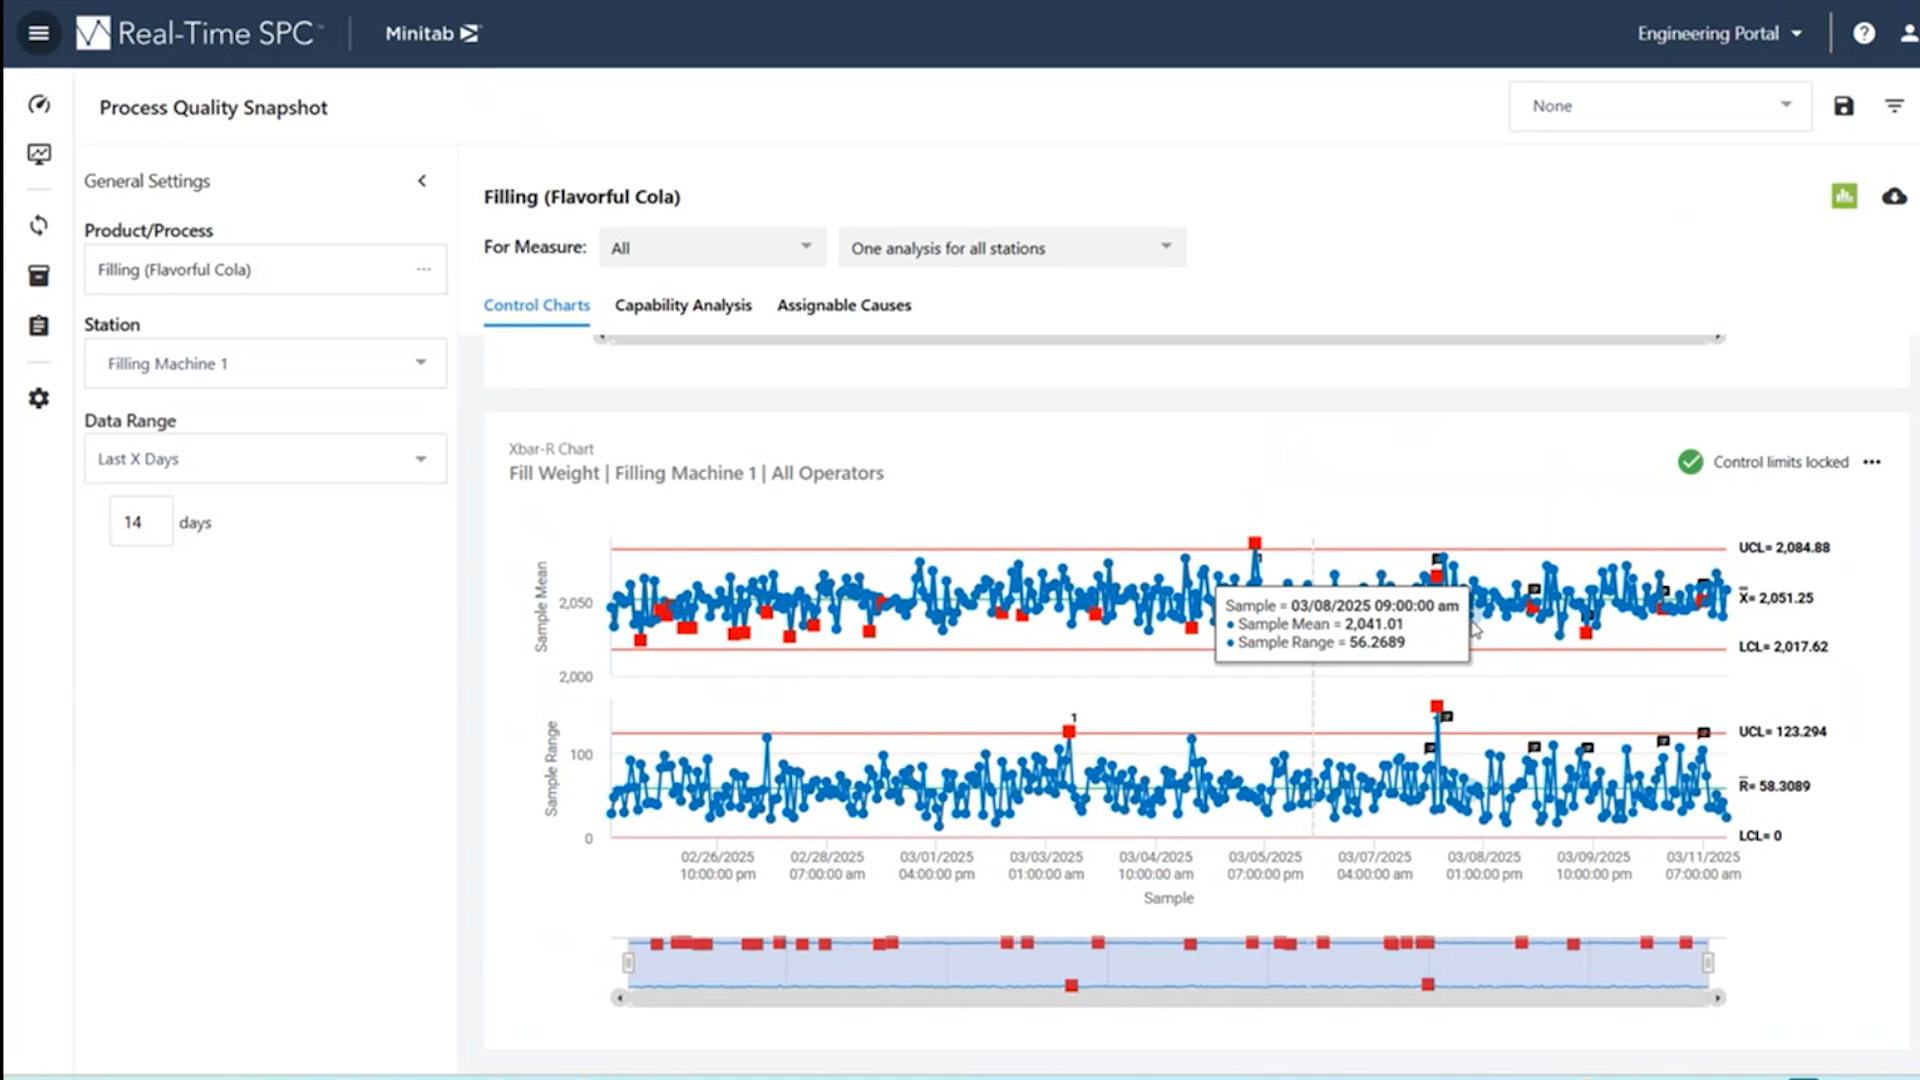 Real-Time SPC™
Minitab
Engineering Portal
Process Quality Snapshot
None
General Settings
Product/Process
Filling (Flavorful Cola)
Station
Filling Machine 1
Data Range
Last X Days
14 days
Filling (Flavorful Cola)
For Measure: All One analysis for all stations
Control Charts Capability Analysis Assignable Causes
Xbar-R Chart
Fill Weight | Filling Machine 1 | All Operators
Control limits locked
Sample Mean
2,050
2,000
UCL= 2,084.88
X= 2,051.25
LCL= 2,017.62
Sample = 03/08/2025 09:00:00 am
Sample Mean = 2,041.01
Sample Range = 56.2689
Sample Range
100
0
1
UCL= 123.294
R= 58.3089
LCL= 0
02/26/2025 02/28/2025 03/01/2025 03/03/2025 03/04/2025 03/05/2025 03/07/2025 03/08/2025 03/09/2025 03/11/2025
10:00:00 pm 07:00:00 am 04:00:00 pm 01:00:00 am 10:00:00 am 07:00:00 pm 04:00:00 am 01:00:00 pm 10:00:00 pm 07:00:00 am
Sample